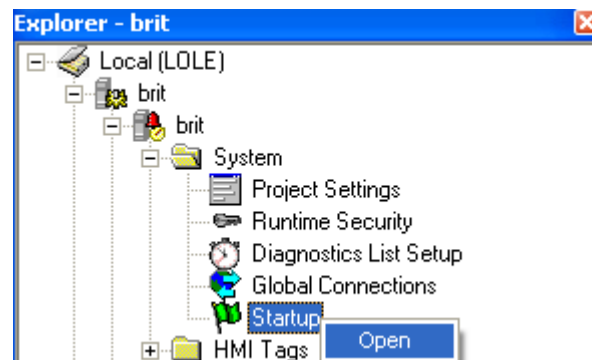 Explorer - brit
Local (LOLE)
brit
brit
System
Project Settings
Runtime Security
Diagnostics List Setup
Global Connections
Startup
Open
HMI Tags